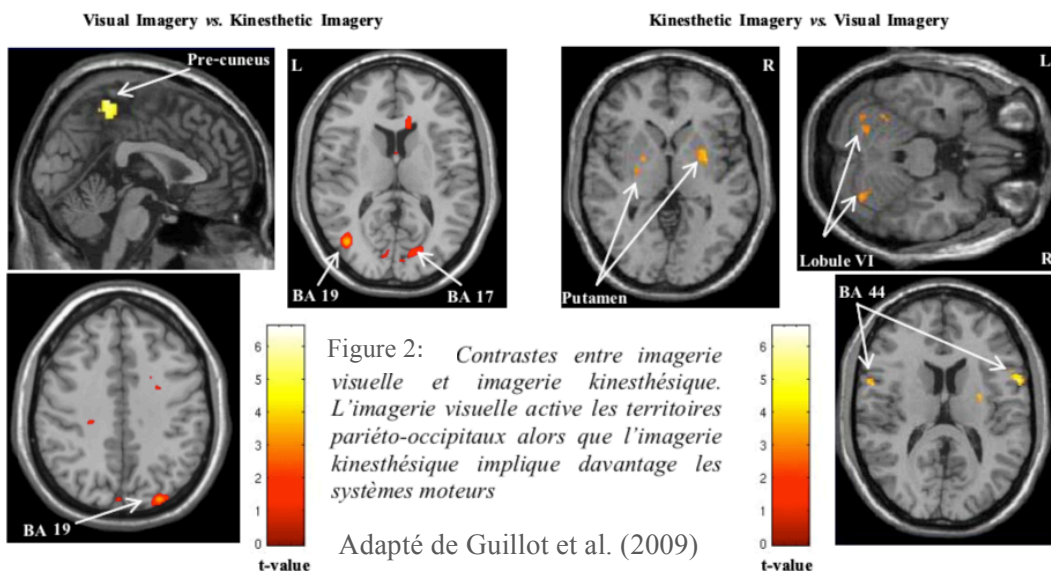 Visual Imagery vs. Kinesthetic Imagery
Pre-cuneus
L
BA 19
BA 17
BA 19
6
5
4
3
2
1
0
t-value
Kinesthetic Imagery vs. Visual Imagery
R
Putamen
L
Lobule VI
R
BA 44
6
5
4
3
2
1
0
t-value
Figure 2: Contrastes entre imagerie
visuelle et imagerie kinesthésique.
L'imagerie visuelle active les territoires
pariéto-occipitaux alors que l'imagerie
kinesthésique implique davantage les
systèmes moteurs
Adapté de Guillot et al. (2009)